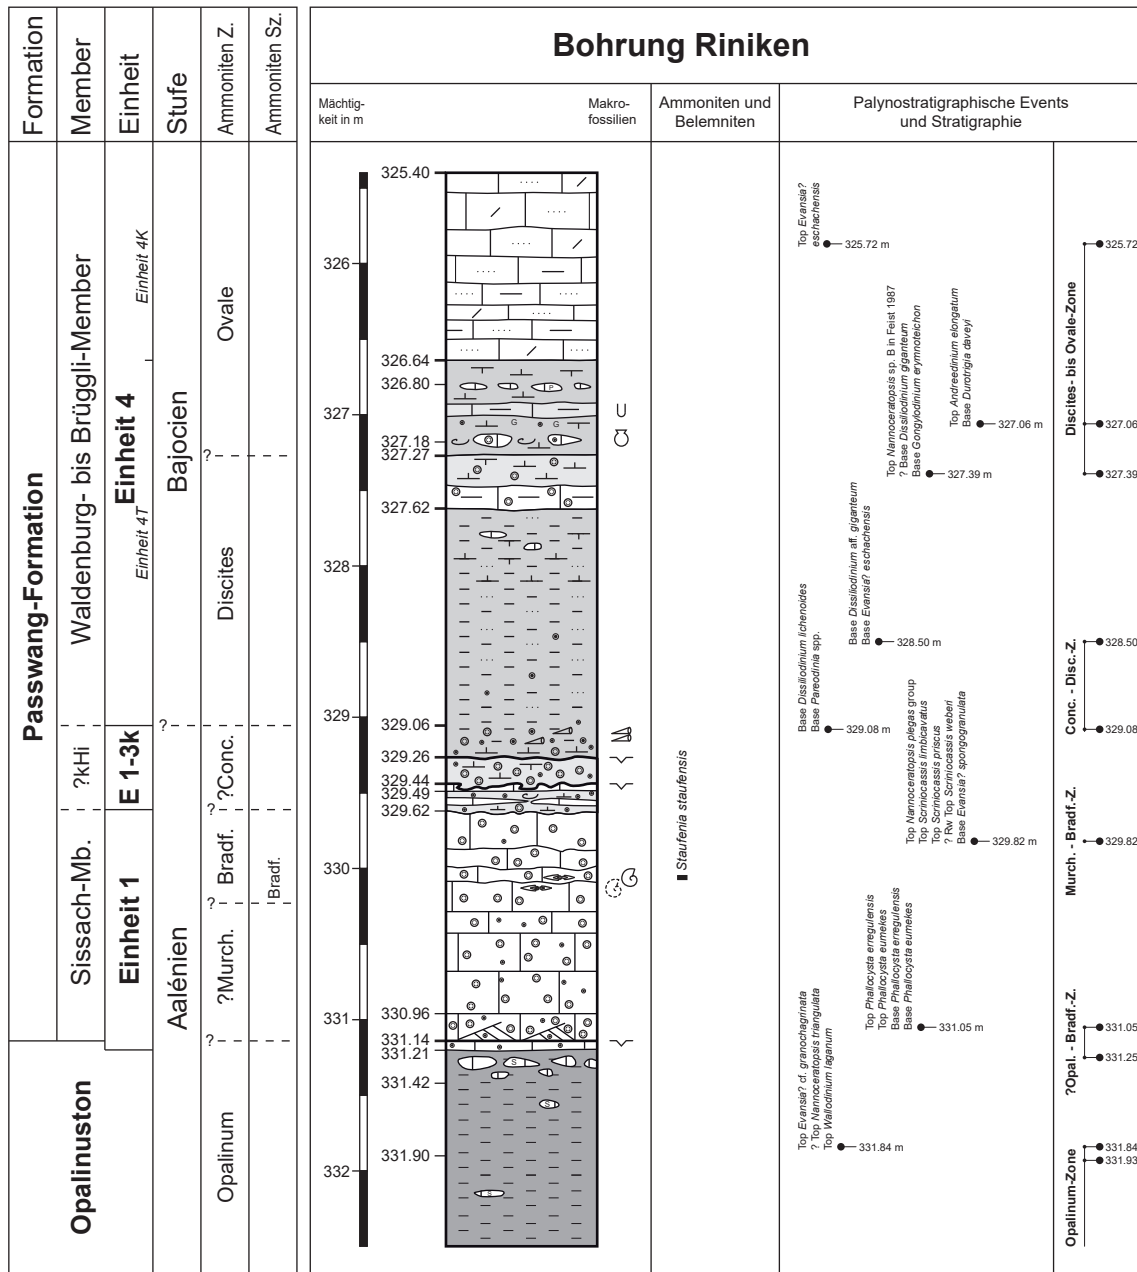 Bohrung Riniken
Formation
Member
Einheit
Stufe
Ammoniten Z.
Ammoniten Sz.
Mächtig-
keit in m
Makro-
fossilien
Ammoniten und
Belemniten
Palynostratigraphische Events
und Stratigraphie
Passwang-Formation
Opalinuston
Waldenburg- bis Brüggli-Member
?kHi
Sissach-Mb.
Einheit 4K
Einheit 4
Einheit 4T
E 1-3k
Einheit 1
Bajocien
?
Aalénien
Ovale
?
Discites
?Conc.
?
Bradf.
?
?Murch.
?
Opalinum
Bradf.
325.40
326
326.64
326.80
327
327.18
327.27
327.62
328
329
329.06
329.26
329.44
329.49
329.62
330
330.96
331
331.14
331.21
331.42
331.90
332
P
G G
S
S
S
Staufenia staufensis
Top Evansia?
eschachensis
325.72 m
Top Nannoceratopsis sp. B in Feist 1987
? Base Dissiliodinium giganteum
Base Gongylodinium erymnoteichon
327.39 m
Top Andreedinium elongatum
Base Durotrigia daveyi
327.06 m
Base Dissiliodinium aff. giganteum
Base Evansia? eschachensis
328.50 m
Base Dissiliodinium lichenoides
Base Pareodinia spp.
329.08 m
Top Nannoceratopsis plegas group
Top Scriniocassis limbicavatus
Top Scriniocassis priscus
? Rw Top Scriniocassis weberi
Base Evansia? spongogranulata
329.82 m
Top Phallocysta erregulensis
Top Phallocysta eumekes
Base Phallocysta erregulensis
Base Phallocysta eumekes
331.05 m
Top Evansia? cf. granochagrinata
? Top Nannoceratopsis triangulata
Top Wallodinium laganum
331.84 m
Discites- bis Ovale-Zone
325.72
327.06
327.39
Conc. - Disc.-Z.
328.50
329.08
Murch. - Bradf.-Z.
329.82
?Opal. - Bradf.-Z.
331.05
331.25
Opalinum-Zone
331.84
331.93